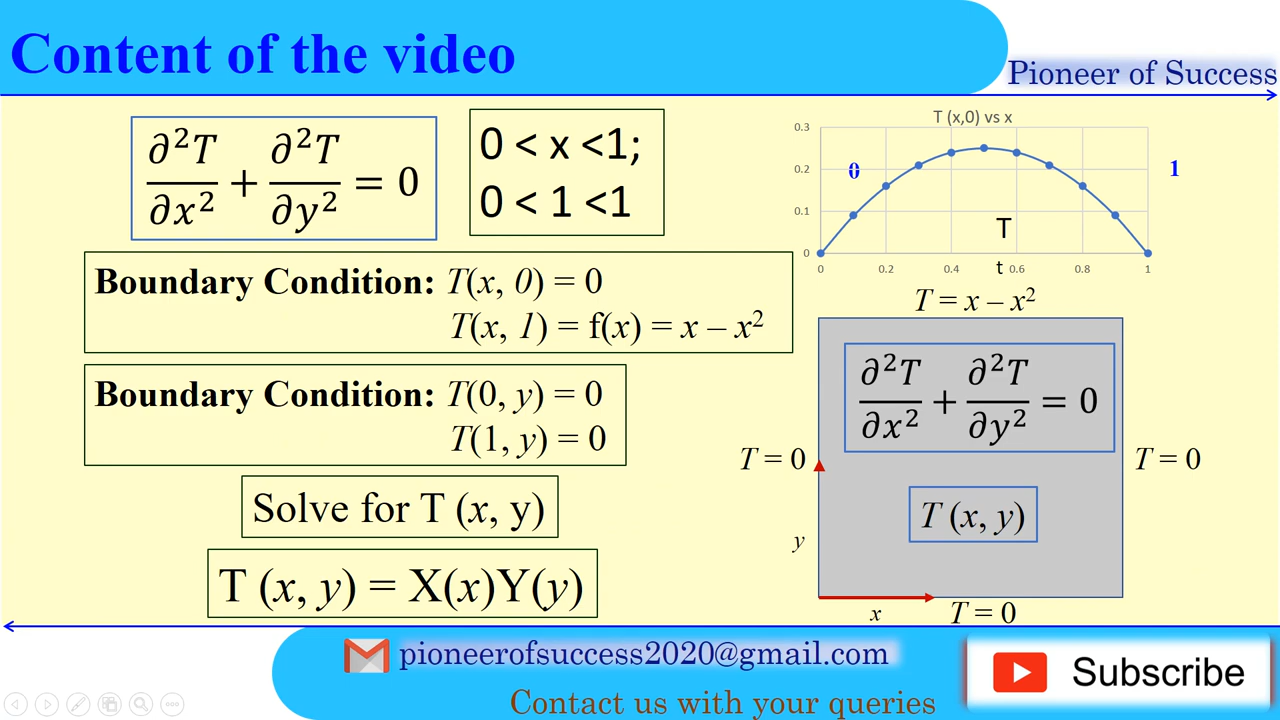 Content of the video
Pioneer of Success
∂²T/∂x² + ∂²T/∂y² = 0
0 < x <1;
0 < 1 <1
Boundary Condition: T(x, 0) = 0
T(x, 1) = f(x) = x – x²
Boundary Condition: T(0, y) = 0
T(1, y) = 0
Solve for T (x, y)
T (x, y) = X(x)Y(y)
T (x,0) vs x
0.3
0.2
0.1
0
0 0.2 0.4 0.6 0.8 1
0
1
T
t
T = x – x²
∂²T/∂x² + ∂²T/∂y² = 0
T = 0
T = 0
T (x, y)
y
x
T = 0
pioneerofsuccess2020@gmail.com
Contact us with your queries
Subscribe